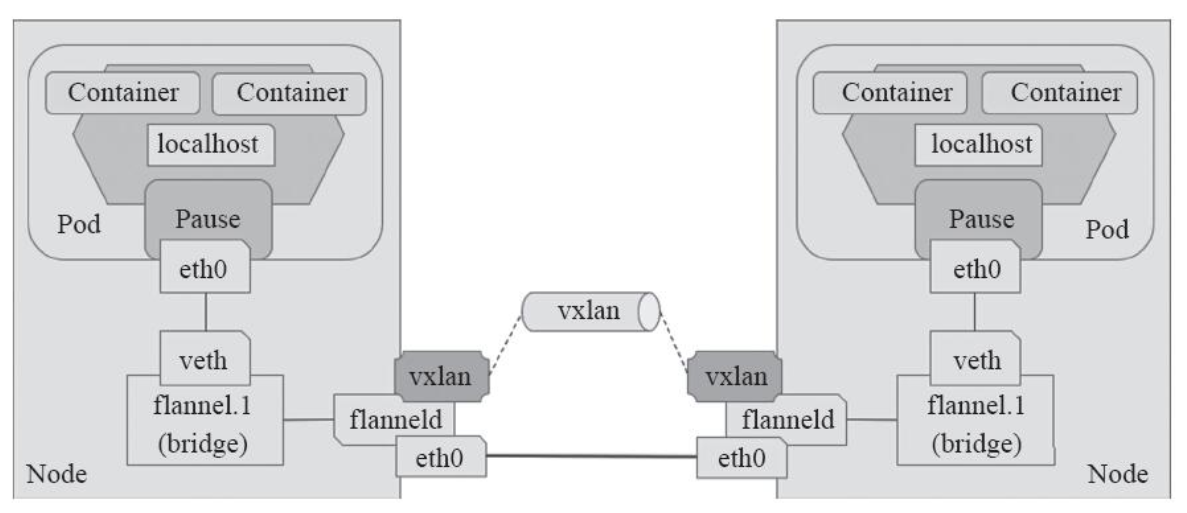 Container Container
localhost
Pause
Pod
eth0
veth
flannel.1
(bridge)
vxlan
flanneld
eth0
Node
vxlan
Container Container
localhost
Pause
Pod
eth0
veth
flannel.1
(bridge)
vxlan
flanneld
eth0
Node